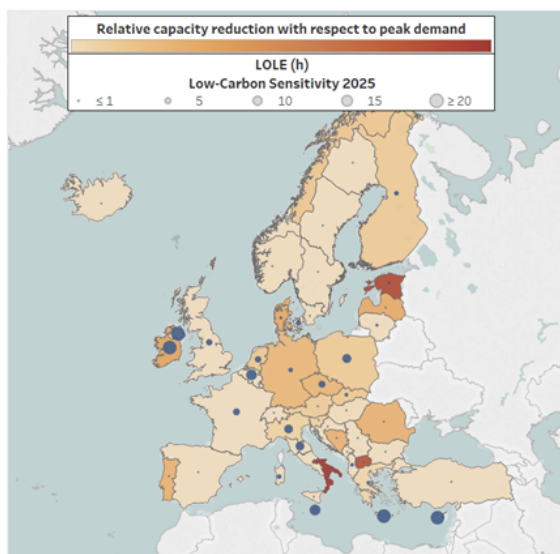 Relative capacity reduction with respect to peak demand
LOLE (h)
Low-Carbon Sensitivity 2025
≤ 1 5 10 15 ≥ 20